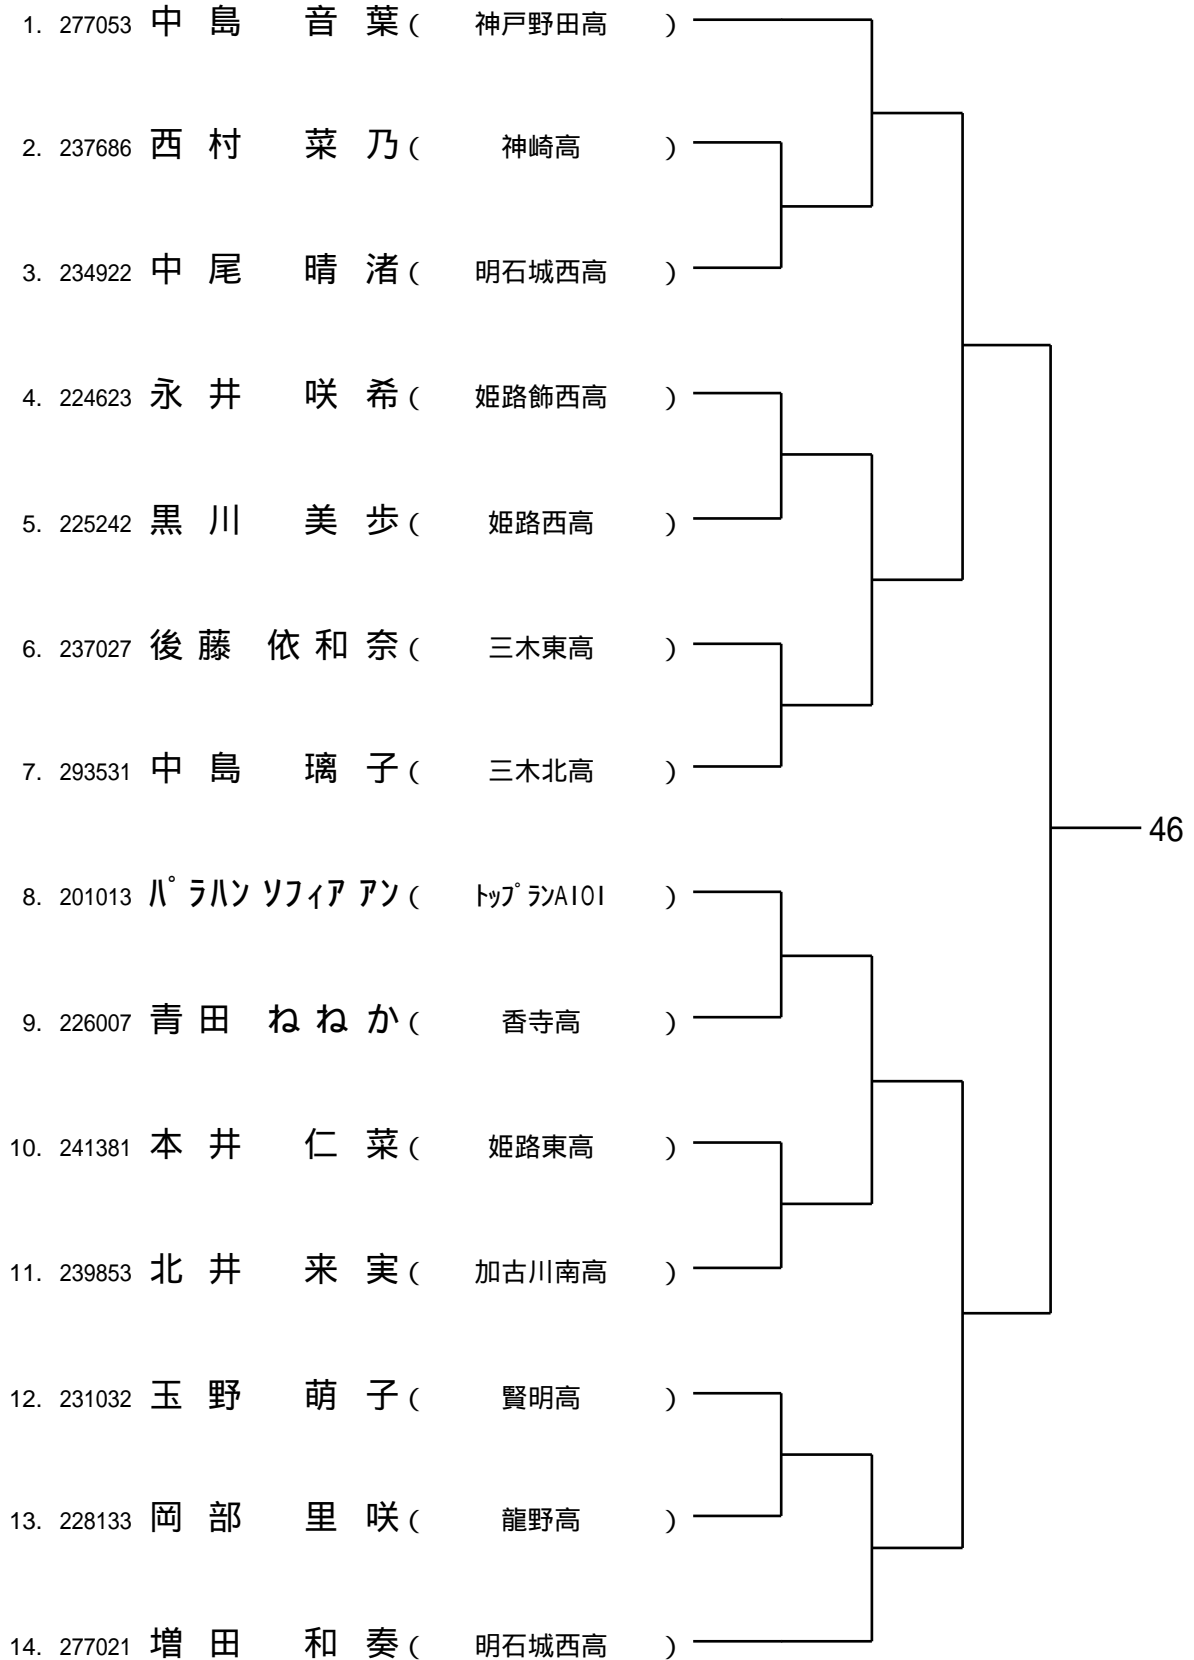 1. 277053 中島 音葉 ( 神戸野田高 )
2. 237686 西村 菜乃 ( 神崎高 )
3. 234922 中尾 晴渚 ( 明石城西高 )
4. 224623 永井 咲希 ( 姫路飾西高 )
5. 225242 黒川 美歩 ( 姫路西高 )
6. 237027 後藤 依和奈 ( 三木東高 )
7. 293531 中島 璃子 ( 三木北高 )
46
8. 201013 ﾊﾟﾗﾊﾝ ｿﾌｨｱ ｱﾝ ( ﾄｯﾌﾟﾗﾝAIOI )
9. 226007 青田 ねねか ( 香寺高 )
10. 241381 本井 仁菜 ( 姫路東高 )
11. 239853 北井 来実 ( 加古川南高 )
12. 231032 玉野 萌子 ( 賢明高 )
13. 228133 岡部 里咲 ( 龍野高 )
14. 277021 増田 和奏 ( 明石城西高 )